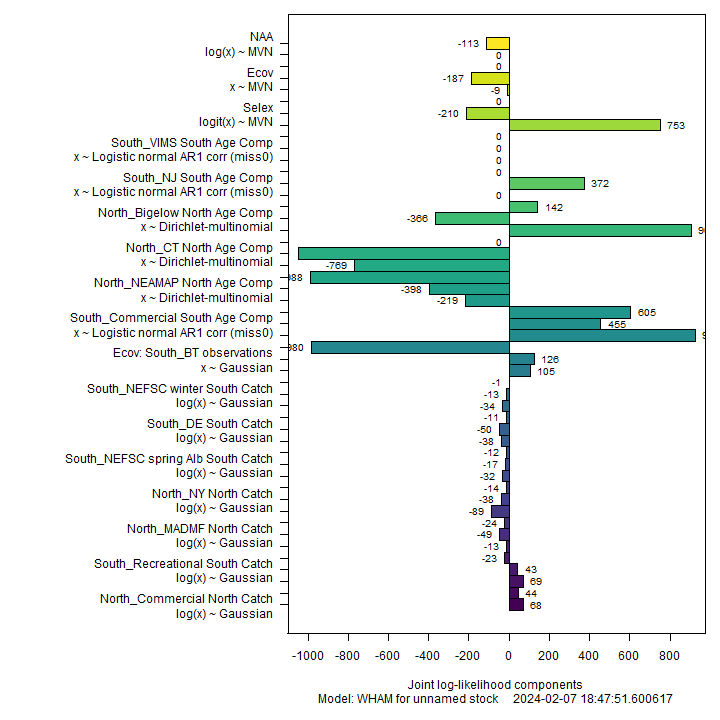 NAA
log(x) ~ MVN
-113
0
0
Ecov
x ~ MVN
-187
-9
0
Selex
logit(x) ~ MVN
-210
753
South_VIMS South Age Comp
x ~ Logistic normal AR1 corr (miss0)
0
0
0
0
South_NJ South Age Comp
x ~ Logistic normal AR1 corr (miss0)
372
0
142
North_Bigelow North Age Comp
x ~ Dirichlet-multinomial
-366
0
North_CT North Age Comp
x ~ Dirichlet-multinomial
-769
North_NEAMAP North Age Comp
x ~ Dirichlet-multinomial
-398
-219
South_Commercial South Age Comp
x ~ Logistic normal AR1 corr (miss0)
605
455
Ecov: South_BT observations
x ~ Gaussian
126
105
-1
South_NEFSC winter South Catch
log(x) ~ Gaussian
-13
-34
-11
South_DE South Catch
log(x) ~ Gaussian
-50
-38
-12
South_NEFSC spring Alb South Catch
log(x) ~ Gaussian
-17
-32
-14
North_NY North Catch
log(x) ~ Gaussian
-38
-89
-24
North_MADMF North Catch
log(x) ~ Gaussian
-49
-13
-23
South_Recreational South Catch
log(x) ~ Gaussian
43
69
44
North_Commercial North Catch
log(x) ~ Gaussian
68
-1000 -800 -600 -400 -200 0 200 400 600 800
Joint log-likelihood components
Model: WHAM for unnamed stock 2024-02-07 18:47:51.600617